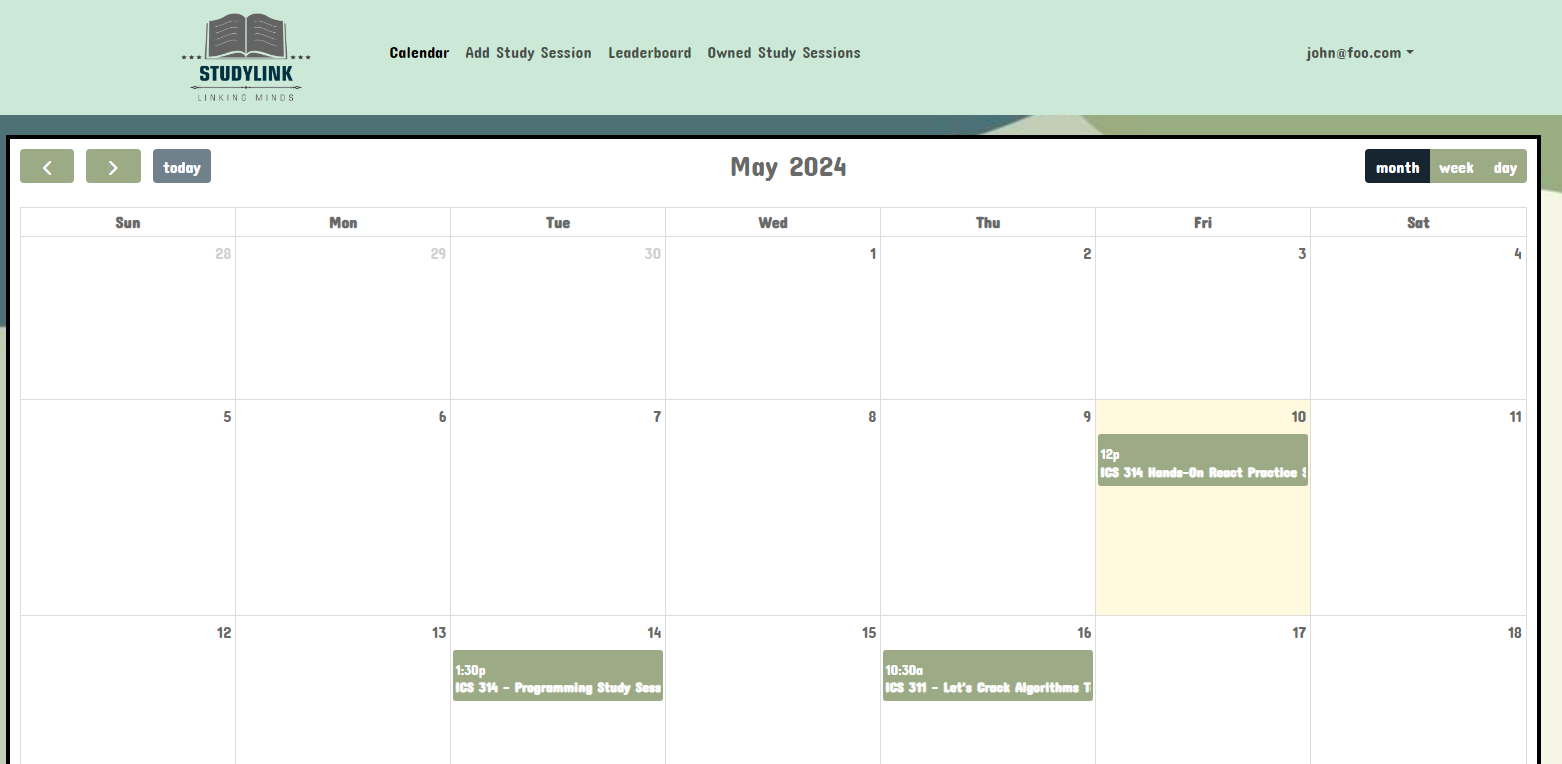 STUDYLINK
LINKING MINDS
Calendar Add Study Session Leaderboard Owned Study Sessions john@foo.com
today May 2024 month week day
Sun Mon Tue Wed Thu Fri Sat
28 29 30 1 2 3 4
5 6 7 8 9 10 11
12p
ICS 314 Hands-On React Practice
12 13 14 15 16 17 18
1:30p 10:30a
ICS 314 - Programming Study Sess ICS 311 - Let's Crack Algorithms T